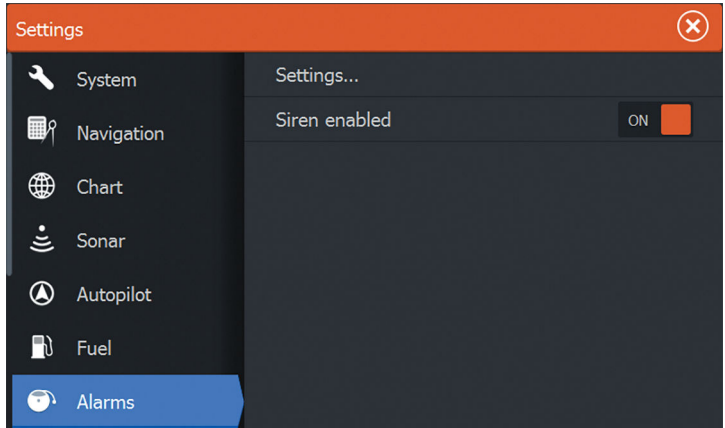 Settings
System
Navigation
Chart
Sonar
Autopilot
Fuel
Alarms
Settings...
Siren enabled ON